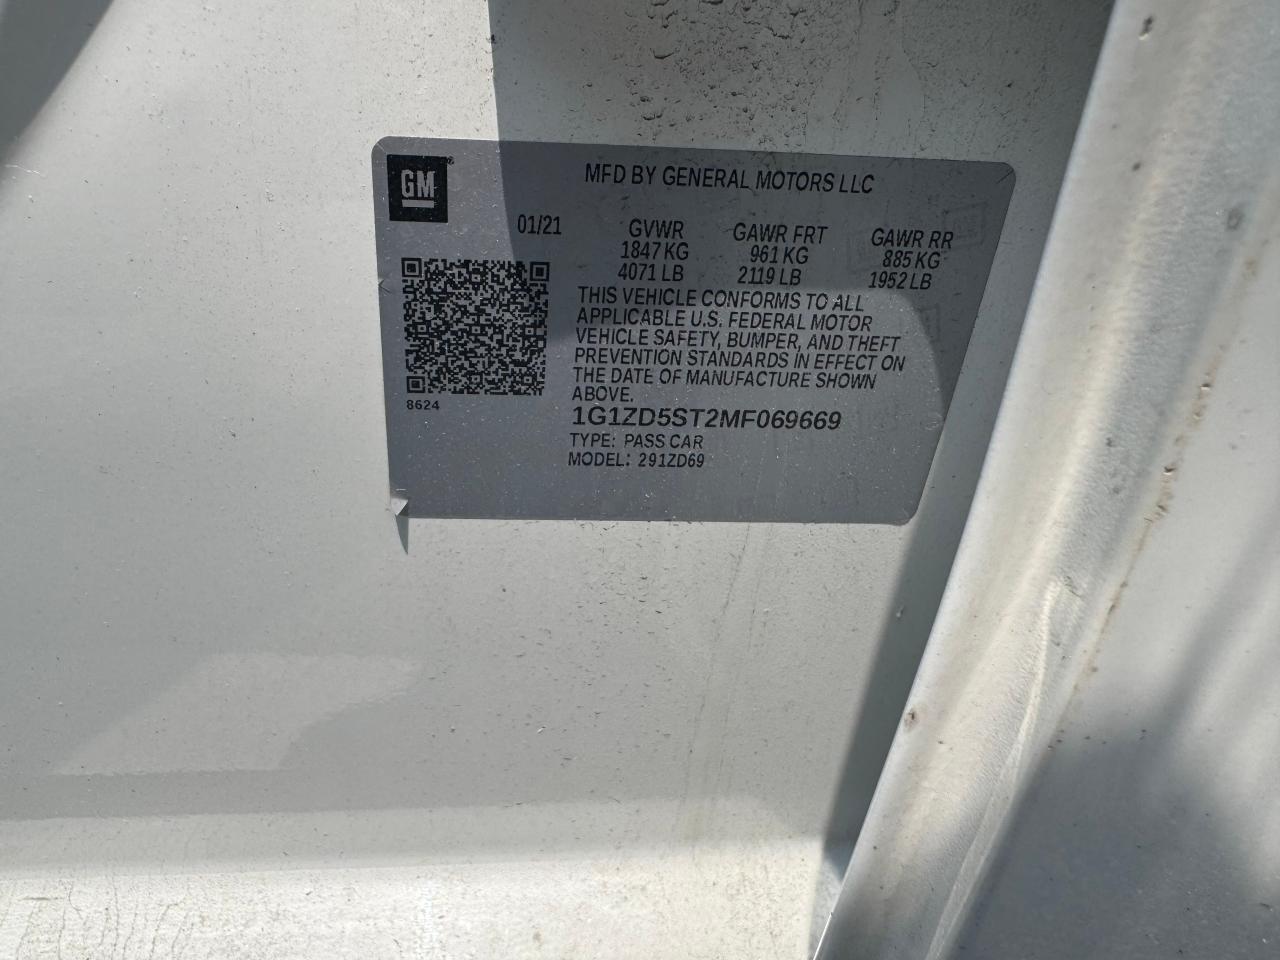 GM®
MFD BY GENERAL MOTORS LLC
01/21 GVWR GAWR FRT GAWR RR
1847 KG 961 KG 885 KG
4071 LB 2119 LB 1952 LB
THIS VEHICLE CONFORMS TO ALL
APPLICABLE U.S. FEDERAL MOTOR
VEHICLE SAFETY, BUMPER, AND THEFT
PREVENTION STANDARDS IN EFFECT ON
THE DATE OF MANUFACTURE SHOWN
ABOVE.
8624
1G1ZD5ST2MF069669
TYPE: PASS CAR
MODEL: 291ZD69